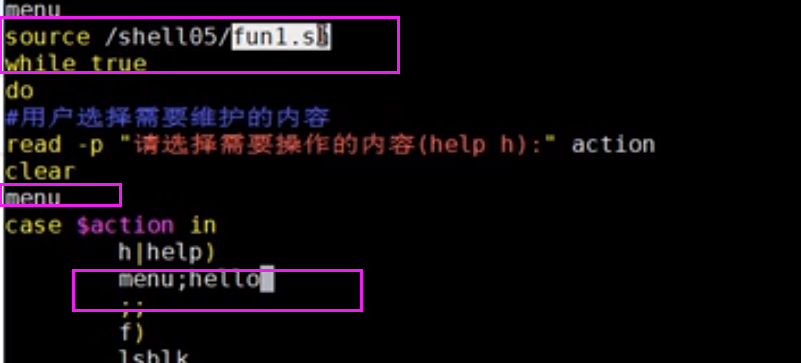 menu
source /shell05/fun1.sh
while true
do
#用户选择需要维护的内容
read -p "请选择需要操作的内容(help h):" action
clear
menu
case $action in
h|help)
menu;hello
;;
f)
lsblk